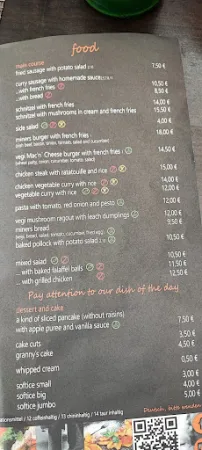 food
main course
fried sausage with potato salad 7,50 €
curry sausage with homemade sauce
...with french fries 10,50 €
...with bread 8,50 €
schnitzel with french fries 14,00 €
schnitzel with mushrooms in cream and french fries 15,50 €
side salad 4,00 €
miners burger with french fries 18,00 €
vegi Mac'n' Cheese burger with french fries 14,50 €
chicken steak with ratatouille and rice 15,00 €
chicken vegetable curry with rice 14,00 €
vegetable curry with rice 12,00 €
pasta with tomato, red onion and pesto 12,00 €
vegi mushroom ragout with leach dumplings 12,00 €
miners bread 9,50 €
baked pollock with potato salad 10,50 €
mixed salad 10,50 €
... with baked falaffel balls 11,50 €
... with grilled chicken 12,50 €
Pay attention to our dish of the day
dessert and cake
a kind of sliced pancake (without raisins)
with apple puree and vanilla sauce 7,50 €
cake cuts 3,50 €
granny's cake 4,50 €
whipped cream 0,50 €
softice small 3,00 €
softice big 4,00 €
softice jumbo 5,00 €